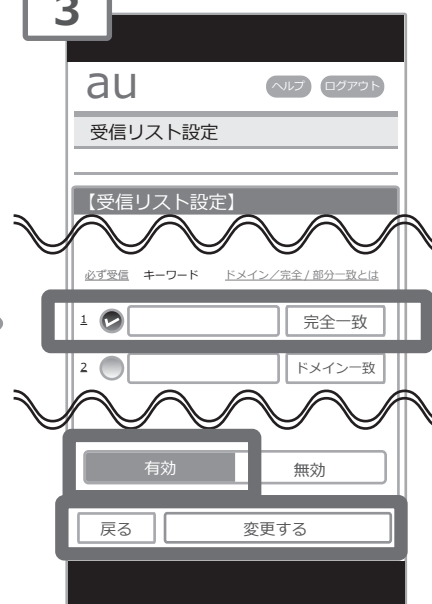 3
au ヘルプ ログアウト
受信リスト設定
【受信リスト設定】
必ず受信 キーワード ドメイン／完全/部分一致とは
1 完全一致
2 ドメイン一致
有効 無効
戻る 変更する